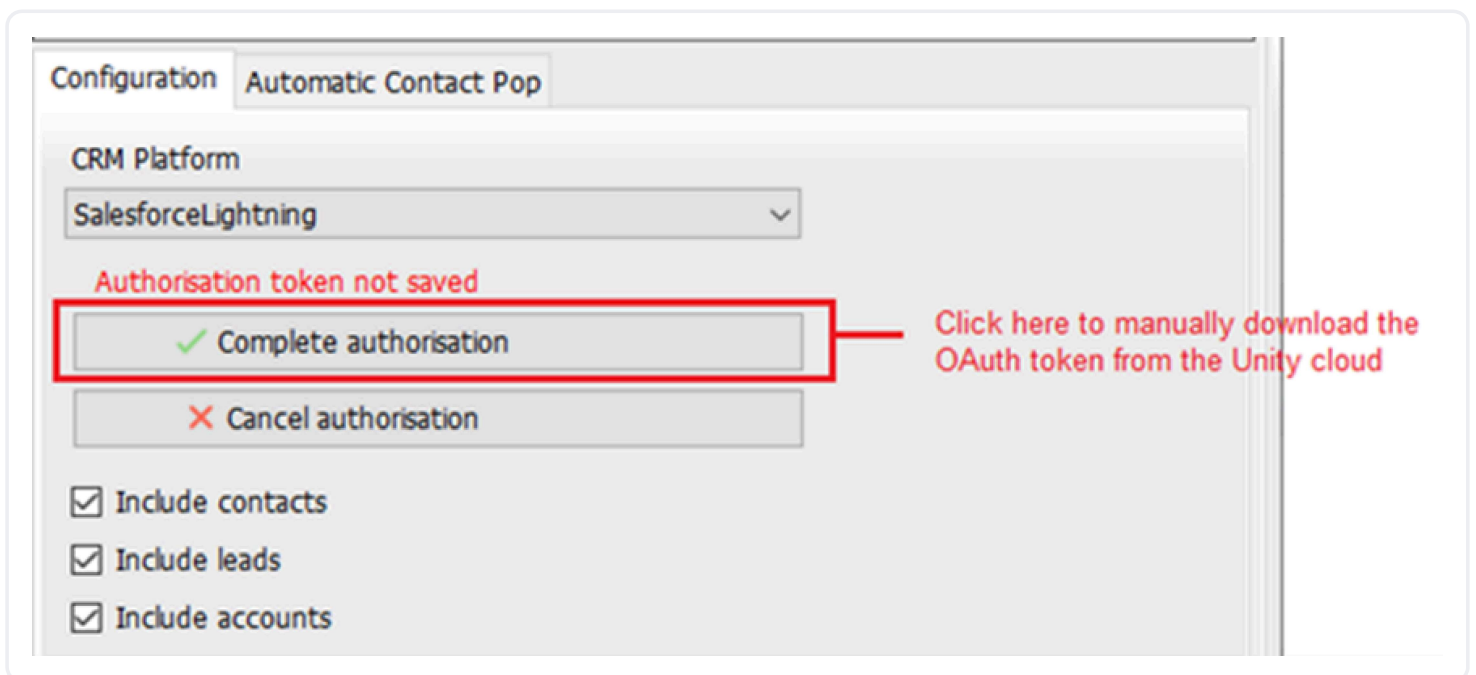 Configuration
Automatic Contact Pop
CRM Platform
SalesforceLightning
Authorisation token not saved
Complete authorisation
Click here to manually download the
OAuth token from the Unity cloud
Cancel authorisation
Include contacts
Include leads
Include accounts